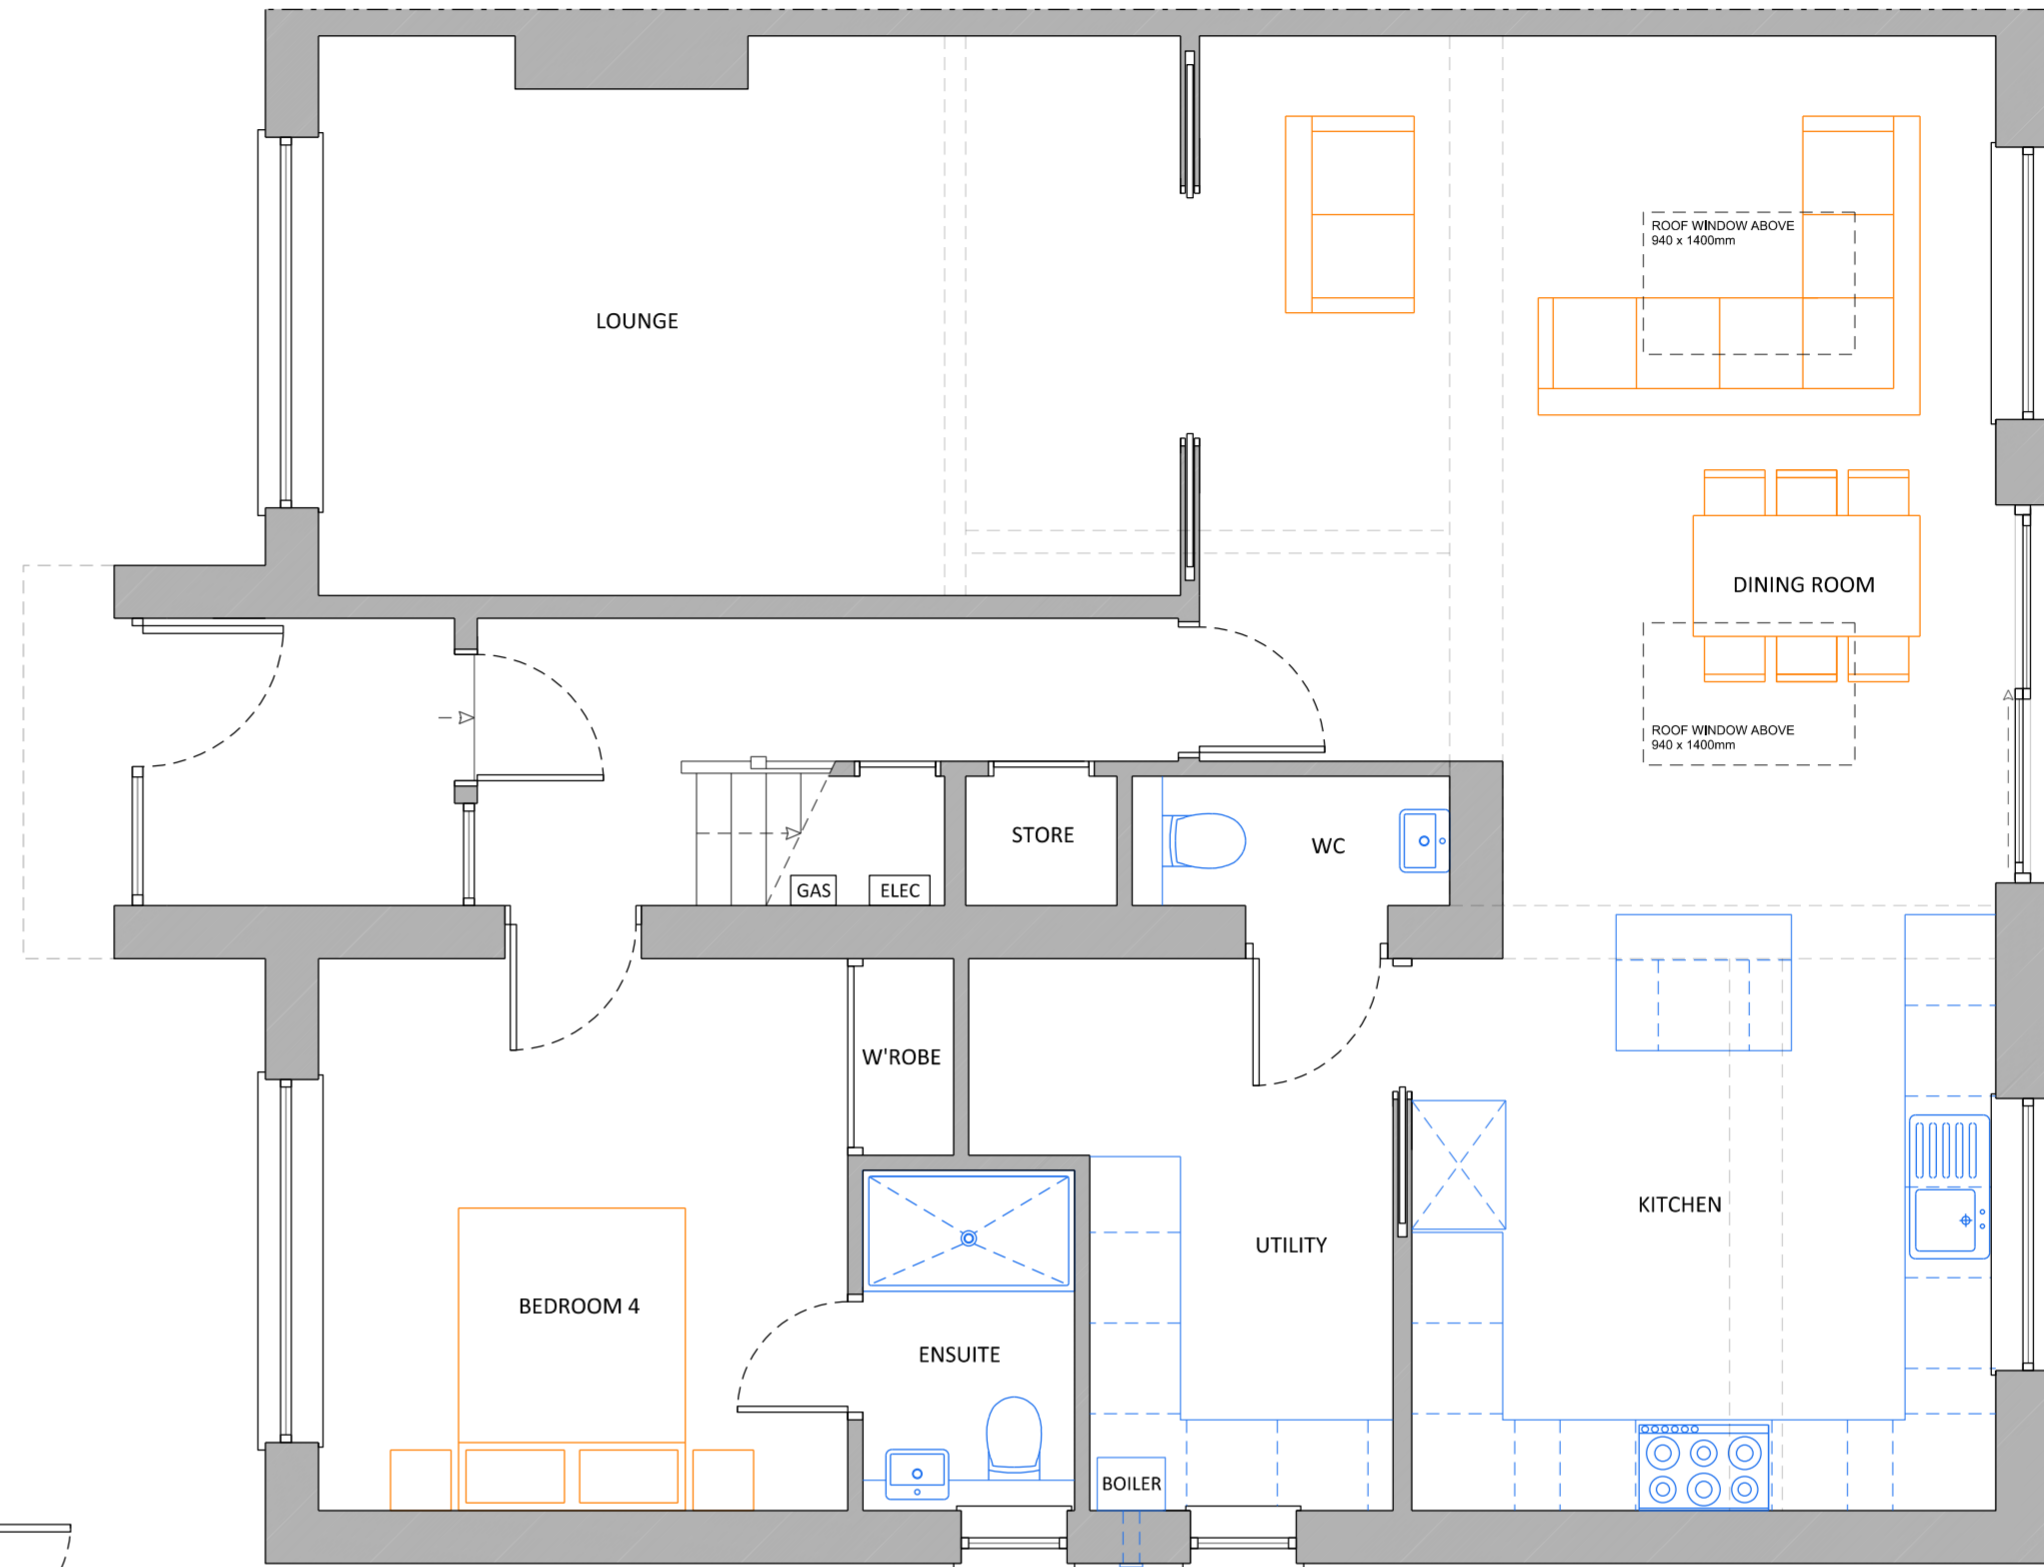 ROOF WINDOW ABOVE
940 x 1400mm
LOUNGE
DINING ROOM
ROOF WINDOW ABOVE
940 x 1400mm
STORE
WC
GAS
ELEC
W'ROBE
KITCHEN
UTILITY
BEDROOM 4
ENSUITE
BOILER